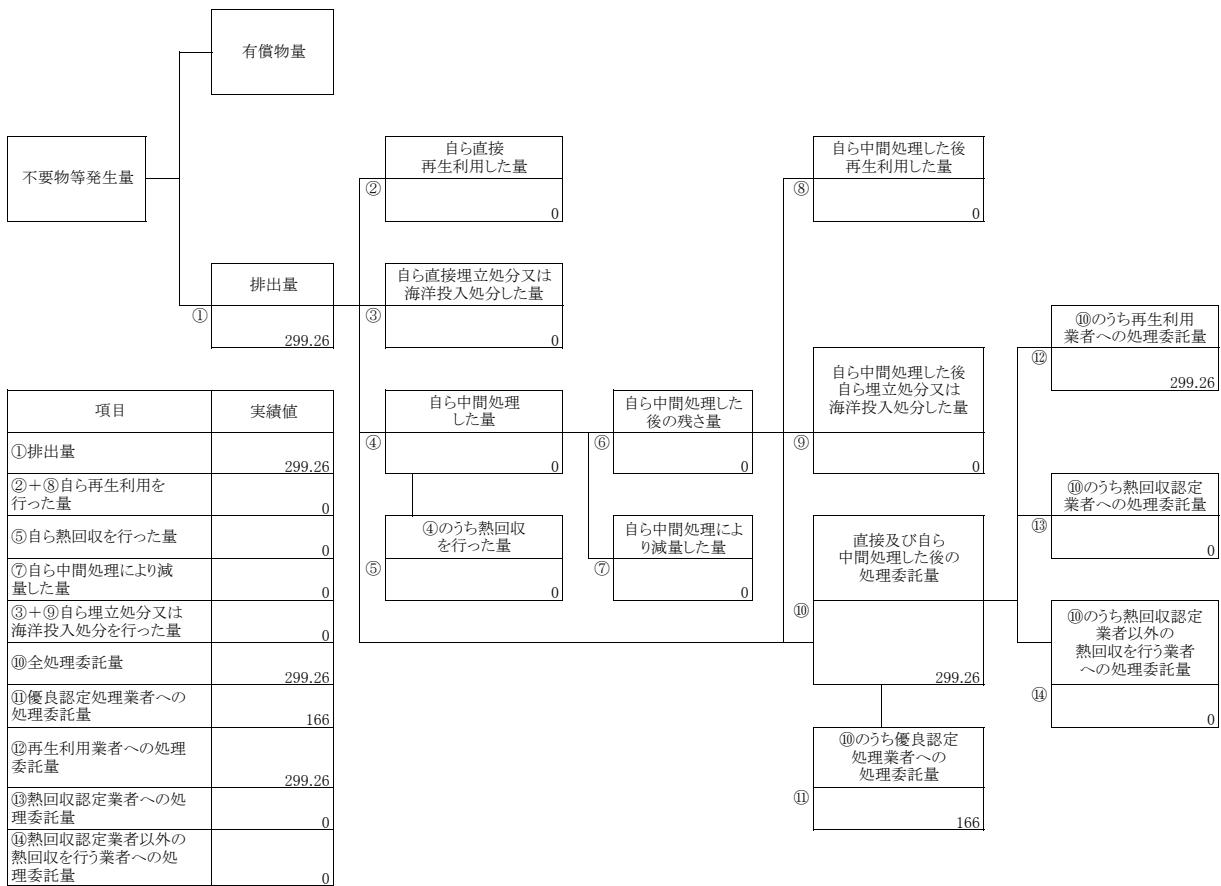 有償物量
不要物等発生量
自ら直接
再生利用した量
②
0
自ら中間処理した後
再生利用した量
⑧
0
排出量
①
299.26
自ら直接埋立処分又は
海洋投入処分した量
③
0
⑩のうち再生利用
業者への処理委託量
⑫
299.26
自ら中間処理
した量
④
0
自ら中間処理した
後の残さ量
⑥
0
自ら中間処理した後
自ら埋立処分又は
海洋投入処分した量
⑨
0
⑩のうち熱回収認定
業者への処理委託量
⑬
0
④のうち熱回収
を行った量
⑤
0
自ら中間処理によ
り減量した量
⑦
0
直接及び自ら
中間処理した後の
処理委託量
⑩
299.26
⑩のうち熱回収認定
業者以外の
熱回収を行う業者
への処理委託量
⑭
0
⑩のうち優良認定
処理業者への
処理委託量
⑪
166
項目 実績値
①排出量
299.26
②+⑧自ら再生利用を
行った量
0
⑤自ら熱回収を行った量
0
⑦自ら中間処理により減
量した量
0
③+⑨自ら埋立処分又は
海洋投入処分を行った量
0
⑩全処理委託量
299.26
⑪優良認定処理業者への
処理委託量
166
⑫再生利用業者への処理
委託量
299.26
⑬熱回収認定業者への処
理委託量
0
⑭熱回収認定業者以外の
熱回収を行う業者への処
理委託量
0